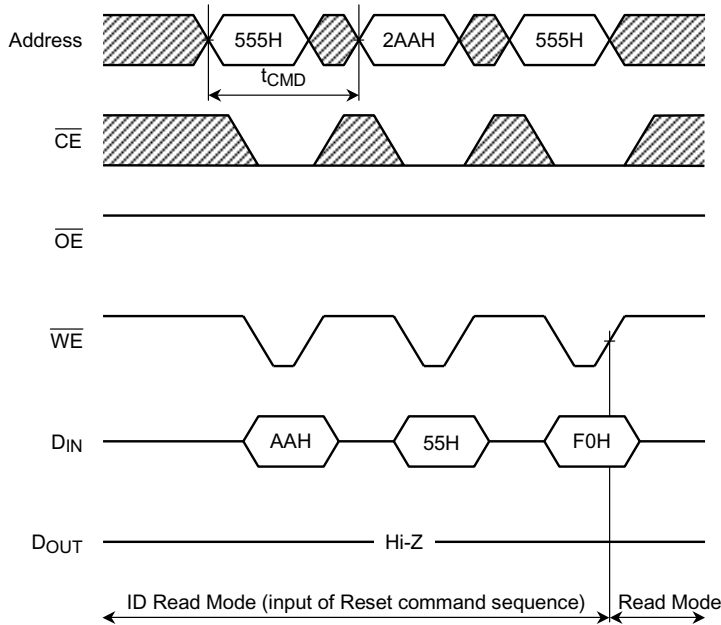 Address 555H 2AAH 555H
tCMD
CE
OE
WE
DIN AAH 55H F0H
DOUT Hi-Z
ID Read Mode (input of Reset command sequence) Read Mode